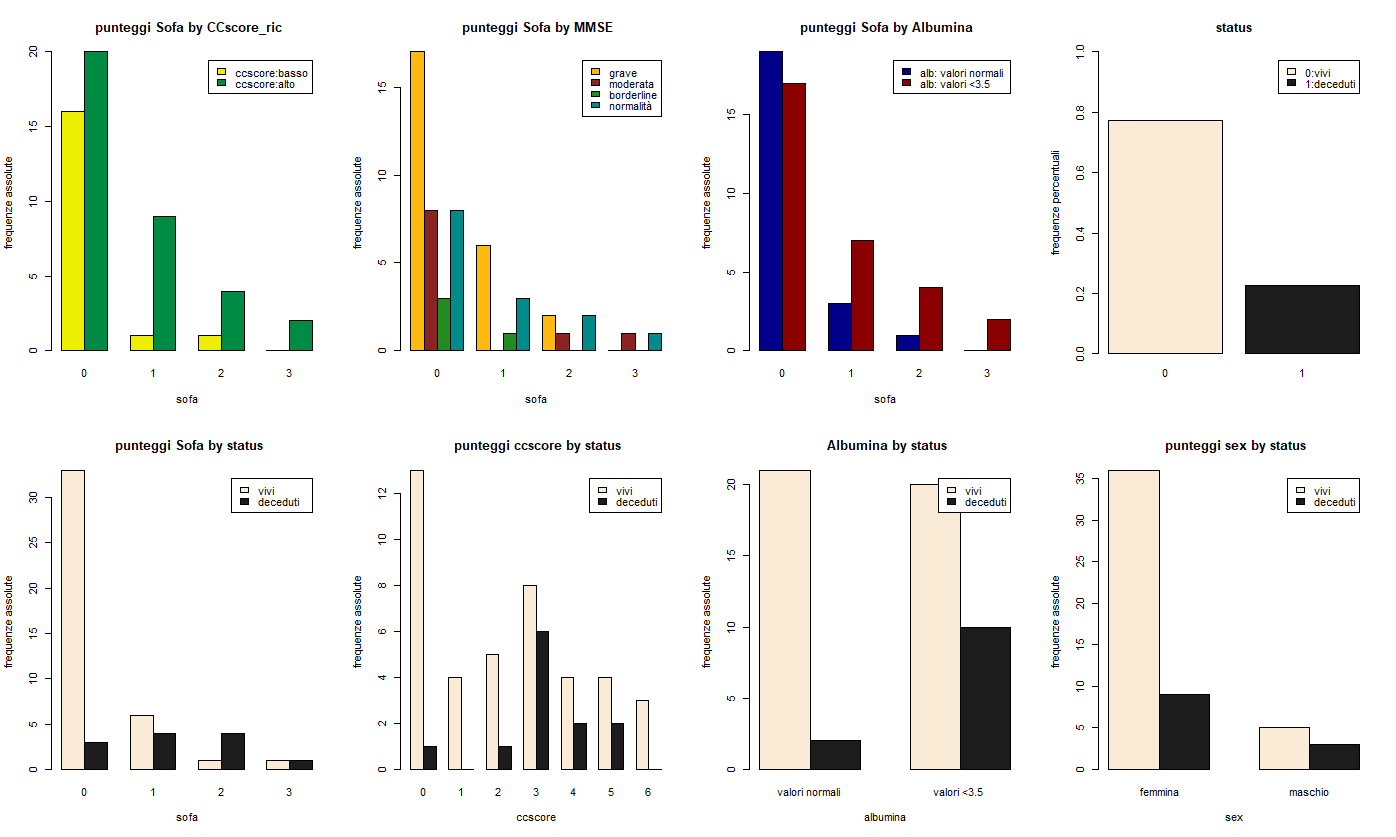 punteggi Sofa by CCscore_ric
ccscore:basso
ccscore:alto
frequenze assolute
0
5
10
15
20
0
1
2
3
sofa
punteggi Sofa by MMSE
grave
moderata
borderline
normalità
frequenze assolute
0
5
10
15
0
1
2
3
sofa
punteggi Sofa by Albumina
alb: valori normali
alb: valori <3.5
frequenze assolute
0
5
10
15
0
1
2
3
sofa
status
0:vivi
1:deceduti
frequenze percentuali
0.0
0.2
0.4
0.6
0.8
1.0
0
1
punteggi Sofa by status
vivi
deceduti
frequenze assolute
0
5
10
15
20
25
30
0
1
2
3
sofa
punteggi ccscore by status
vivi
deceduti
frequenze assolute
0
2
4
6
8
10
12
0
1
2
3
4
5
6
ccscore
Albumina by status
vivi
deceduti
frequenze assolute
0
5
10
15
20
valori normali
valori <3.5
albumina
punteggi sex by status
vivi
deceduti
frequenze assolute
0
5
10
15
20
25
30
35
femmina
maschio
sex